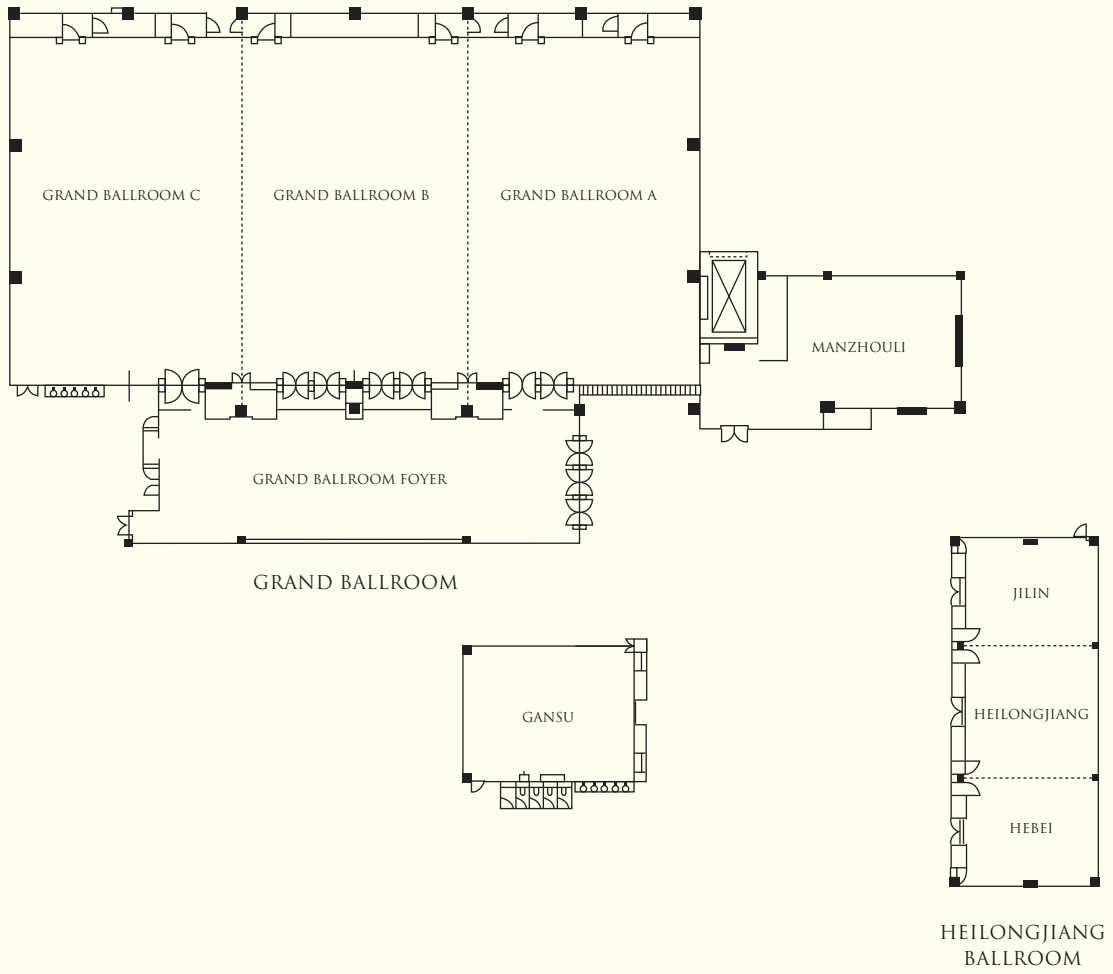 GRAND BALLROOM C
GRAND BALLROOM B
GRAND BALLROOM A
MANZHOULI
GRAND BALLROOM FOYER
GRAND BALLROOM
JILIN
HEILONGJIANG
HEBEI
GANSU
HEILONGJIANG
BALLROOM